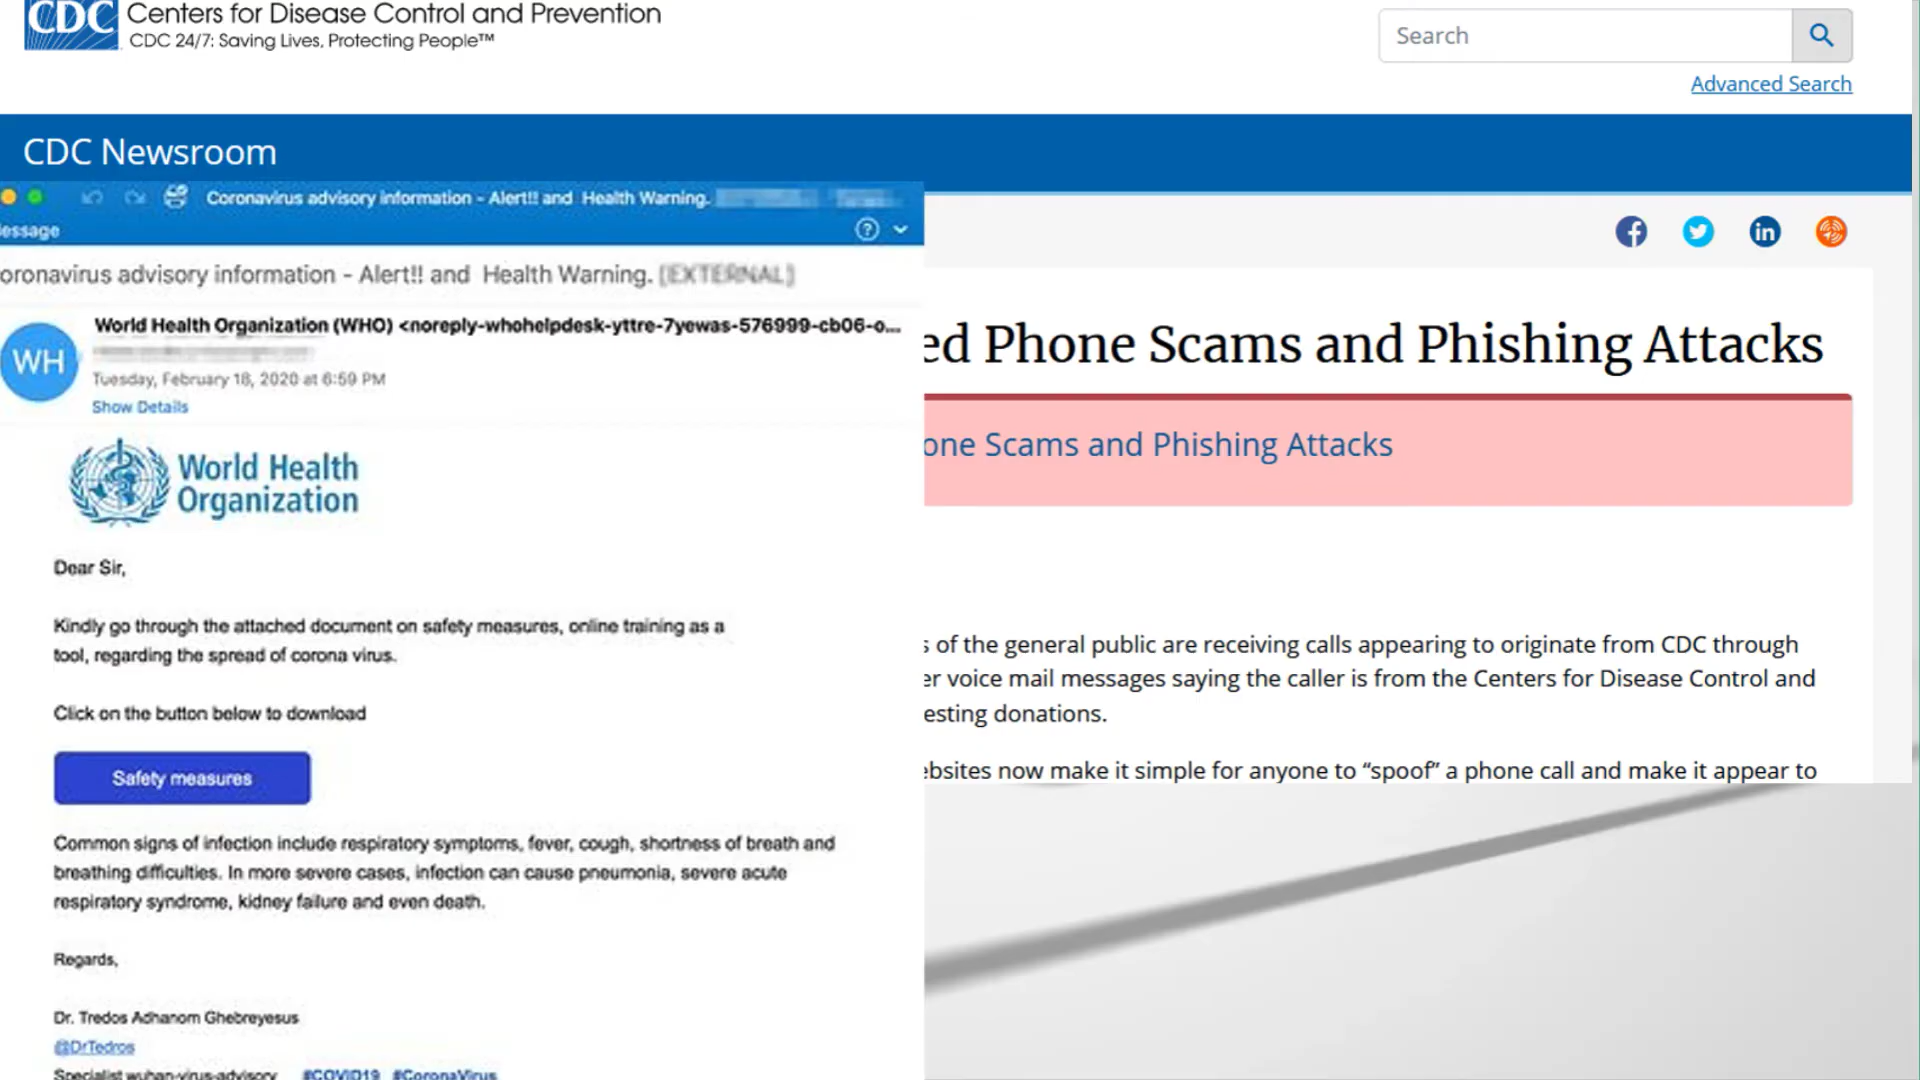 CDC
Centers for Disease Control and Prevention
CDC 24/7: Saving Lives, Protecting People™
Search
Advanced Search
CDC Newsroom
Coronavirus advisory information - Alert!! and Health Warning.
essage
oronavirus advisory information - Alert!! and Health Warning. [EXTERNAL]
WH
World Health Organization (WHO) <noreply-whohelpdesk-yttre-7yewas-576999-cb06-o...
Tuesday, February 18, 2020 at 6:59 PM
Show Details
World Health
Organization
Dear Sir,
Kindly go through the attached document on safety measures, online training as a
tool, regarding the spread of corona virus.
Click on the button below to download
Safety measures
Common signs of infection include respiratory symptoms, fever, cough, shortness of breath and
breathing difficulties. In more severe cases, infection can cause pneumonia, severe acute
respiratory syndrome, kidney failure and even death.
Regards,
Dr. Tredos Adhanom Ghebreyesus
@DrTedros
Specialist wuhan-virus-advisory #COVID19 #CoronaVirus
ed Phone Scams and Phishing Attacks
one Scams and Phishing Attacks
s of the general public are receiving calls appearing to originate from CDC through
er voice mail messages saying the caller is from the Centers for Disease Control and
esting donations.
ebsites now make it simple for anyone to “spoof” a phone call and make it appear to